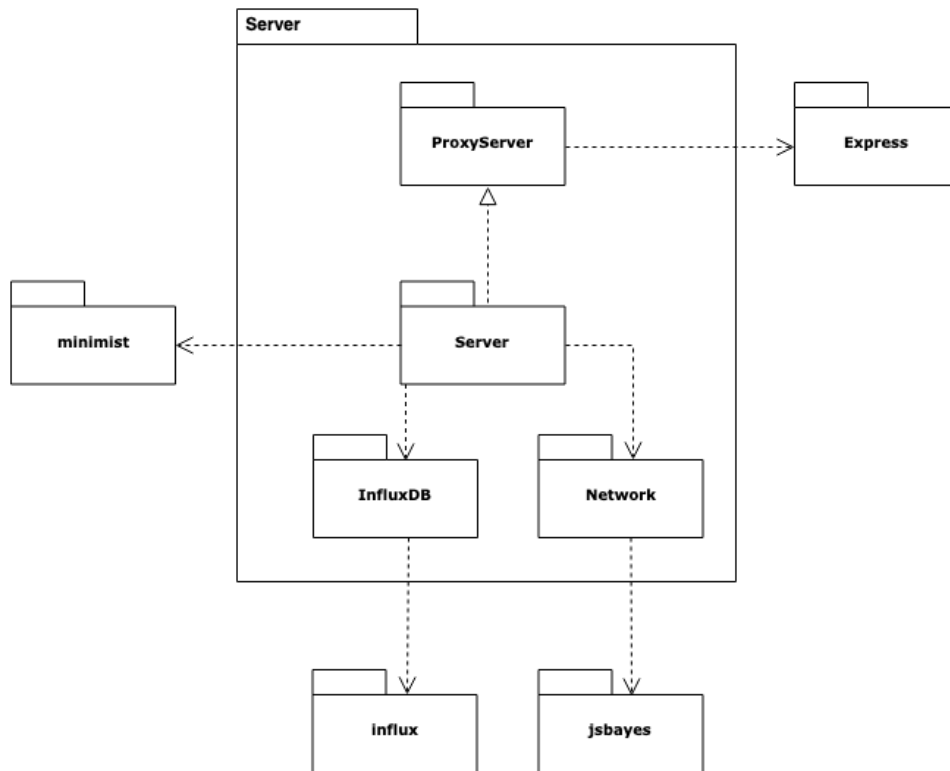 Server
ProxyServer
Express
minimist
Server
InfluxDB
Network
influx
jsbayes